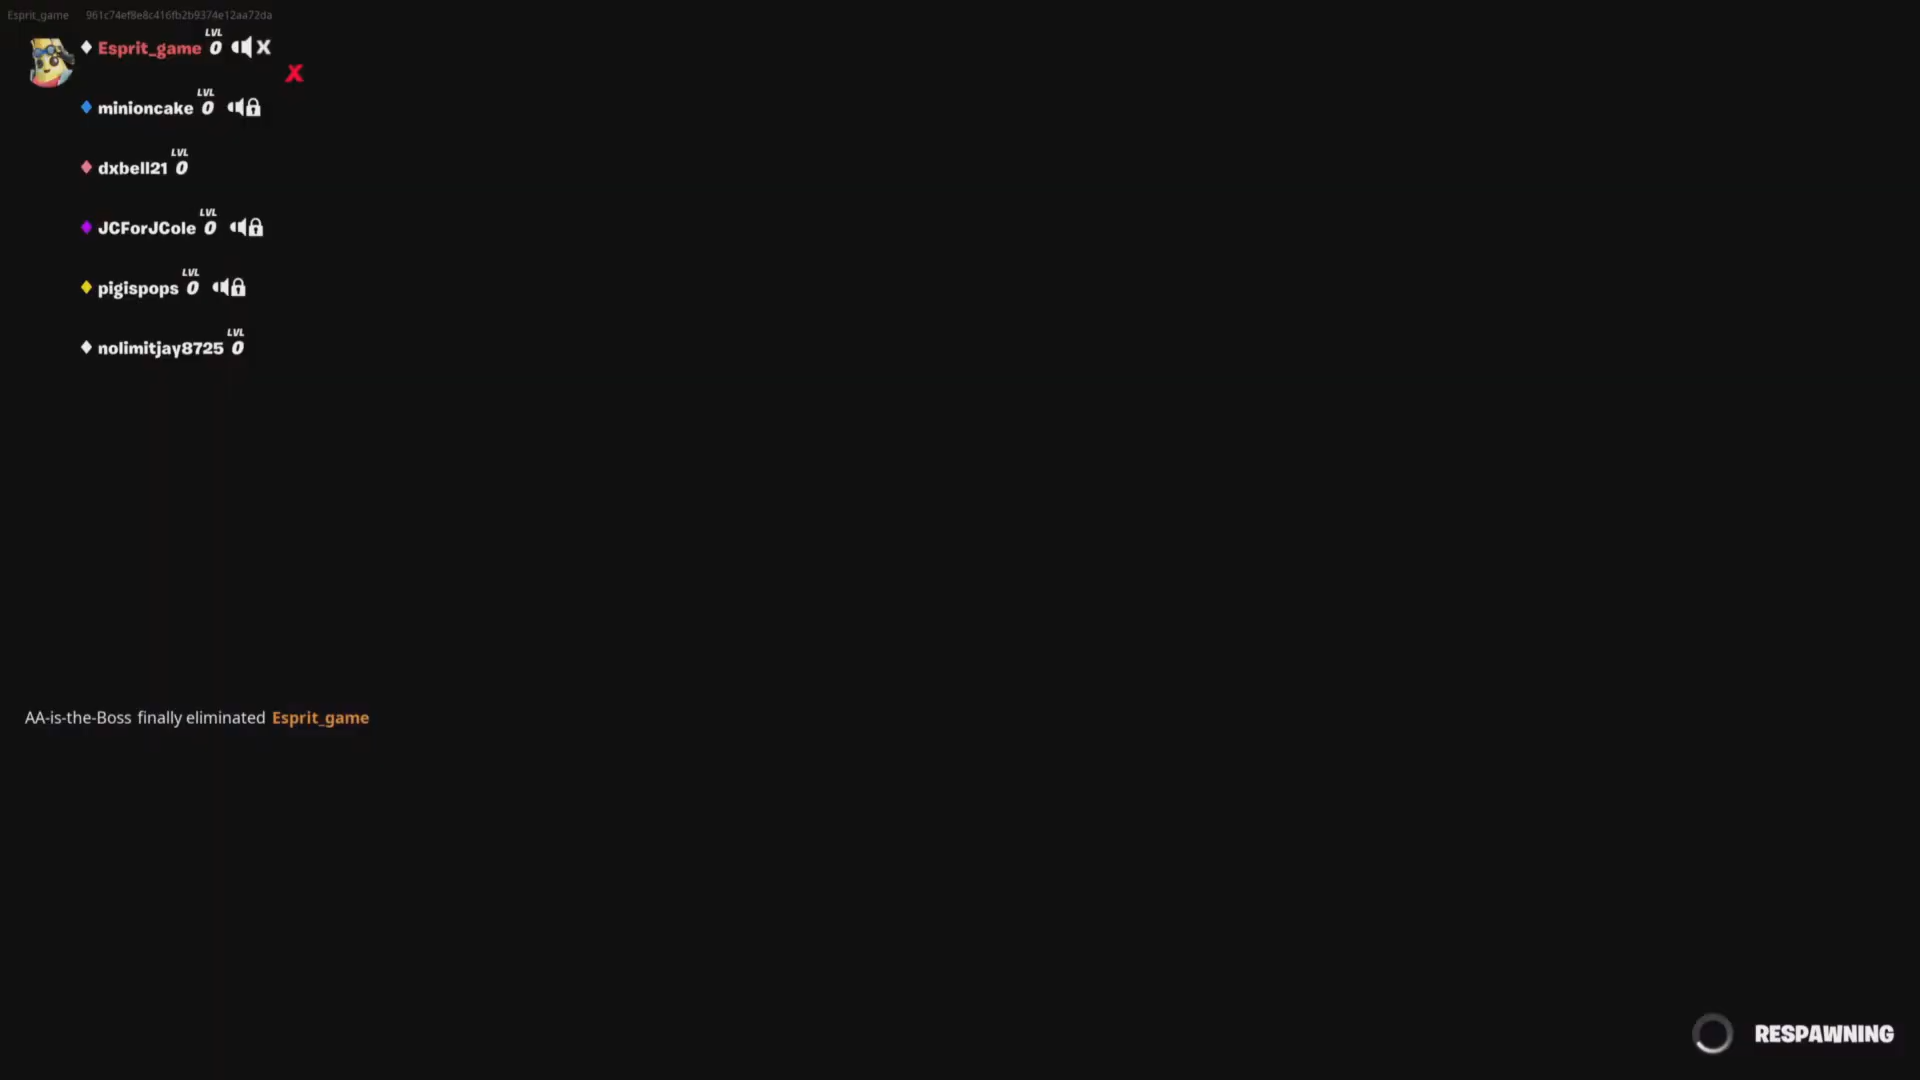 Esprit_game 961c74ef8e8c416fb2b9374e12aa72da
LVL
Esprit_game 0 X
X
LVL
minioncake 0
LVL
dxbell21 0
LVL
JCForJCole 0
LVL
pigispops 0
LVL
nolimitjay8725 0
AA-is-the-Boss finally eliminated Esprit_game
RESPAWNING